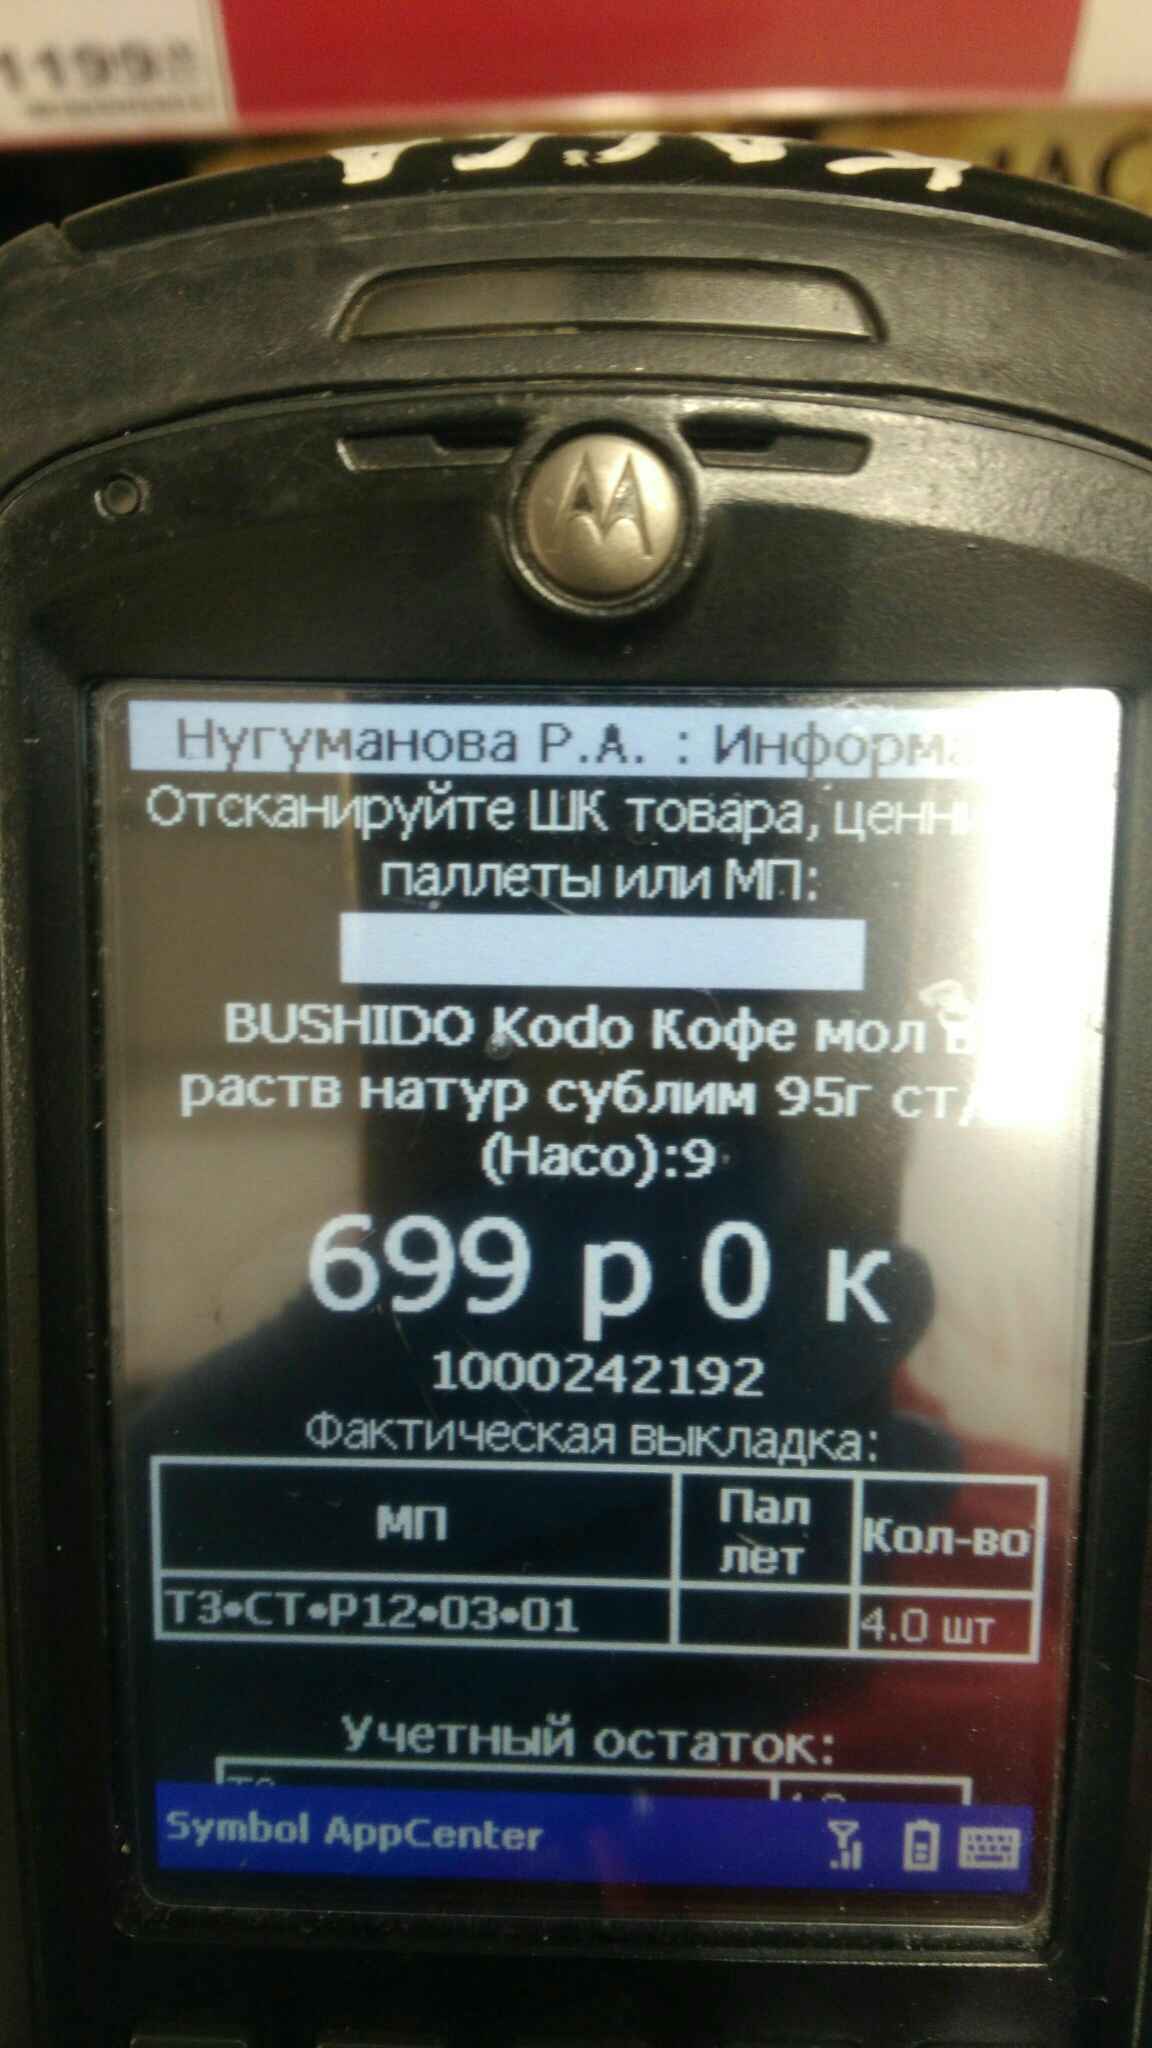 1199
Нугуманова Р.А. : Информа
Отсканируйте ШК товара, ценни
паллеты или МП:
BUSHIDO Kodo Кофе мол в
раств натур сублим 95г ст/
(Насо):9
699 р 0 к
1000242192
Фактическая выкладка:
МП Пал лет Кол-во
ТЗ•СТ•Р12•03•01 4.0 шт
Учетный остаток:
Symbol AppCenter